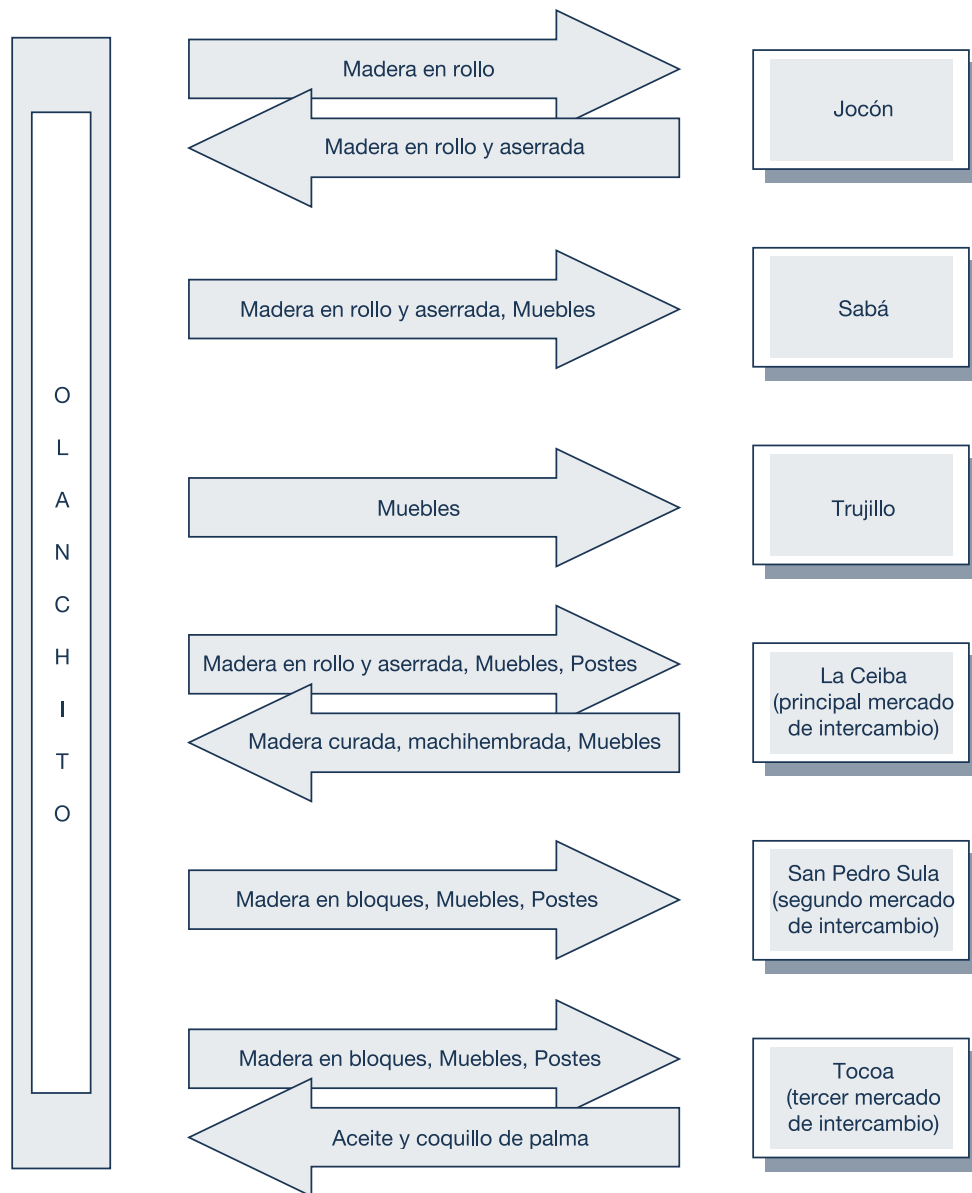 OLANCHITO
Madera en rollo
Madera en rollo y aserrada
Jocón
Madera en rollo y aserrada, Muebles
Sabá
Muebles
Trujillo
Madera en rollo y aserrada, Muebles, Postes
Madera curada, machihembrada, Muebles
La Ceiba
(principal mercado
de intercambio)
Madera en bloques, Muebles, Postes
San Pedro Sula
(segundo mercado
de intercambio)
Madera en bloques, Muebles, Postes
Aceite y coquillo de palma
Tocoa
(tercer mercado
de intercambio)